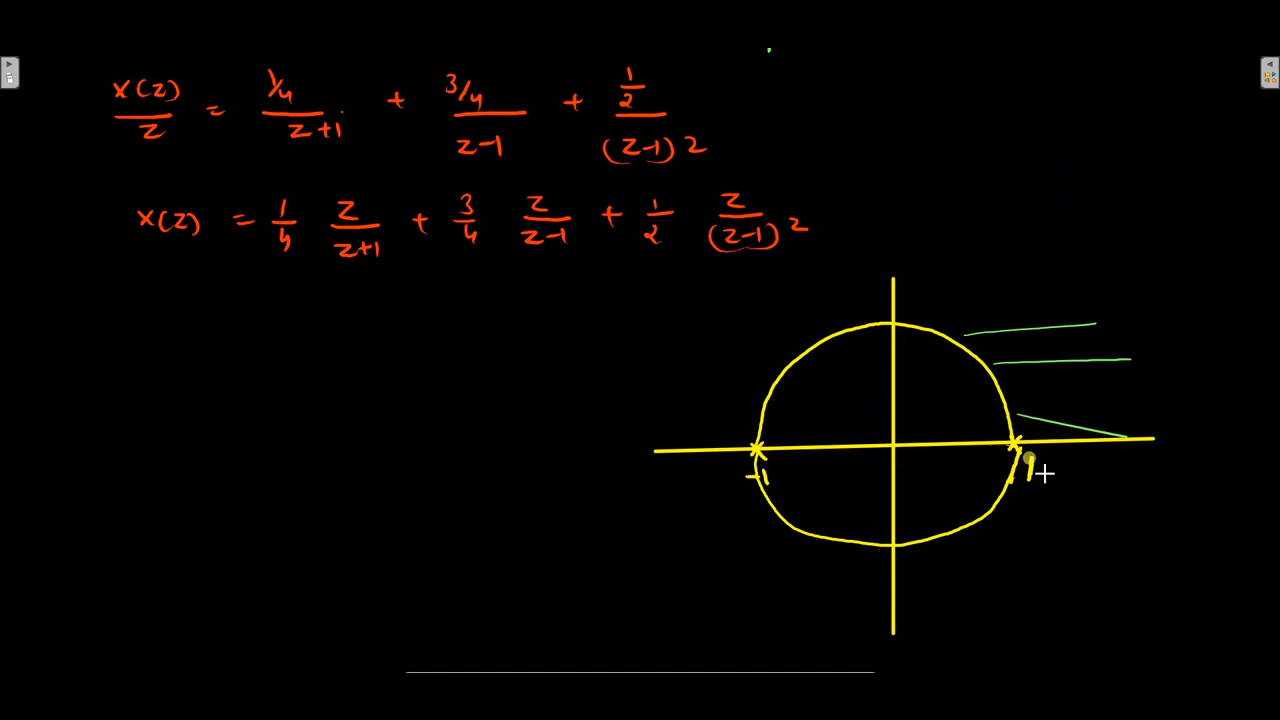 x(z)/z = 1/4/z+1 + 3/4/z-1 + 1/2/(z-1)2
x(z) = 1/4 z/z+1 + 3/4 z/z-1 + 1/2 z/(z-1)2
-1 1